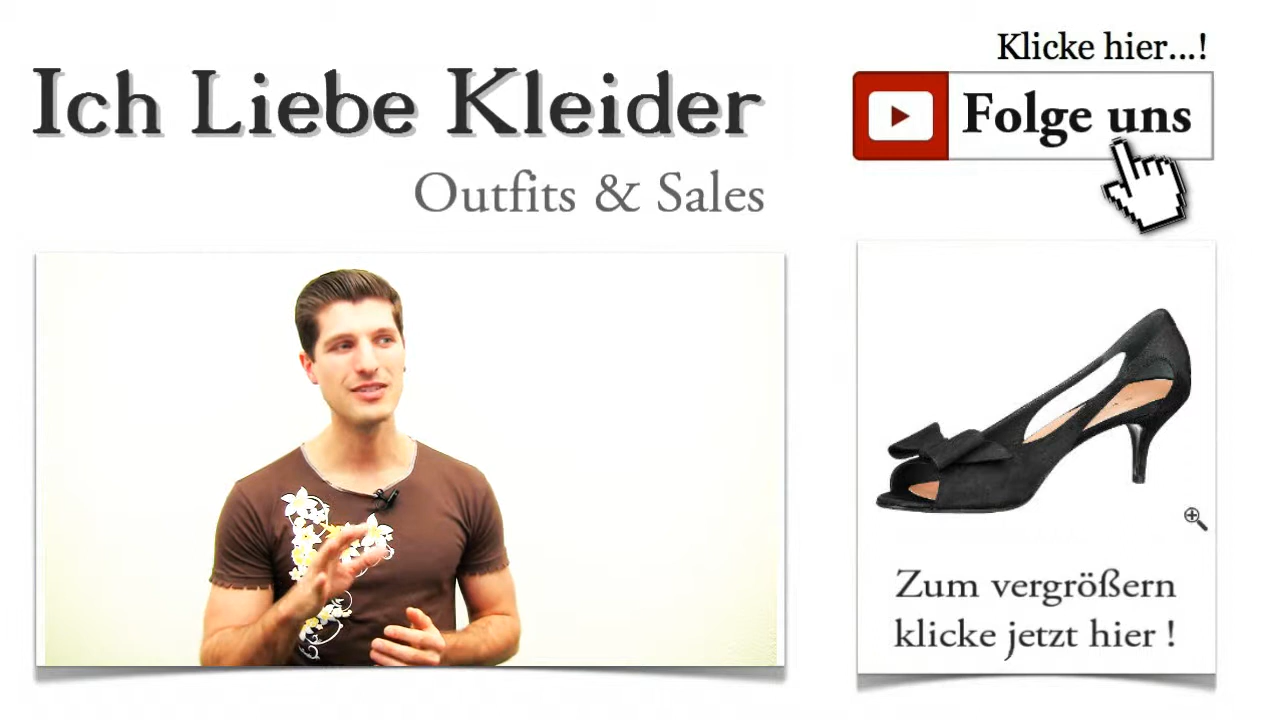 Ich Liebe Kleider
Outfits & Sales
Klicke hier...!
Folge uns
Zum vergrößern
klicke jetzt hier !